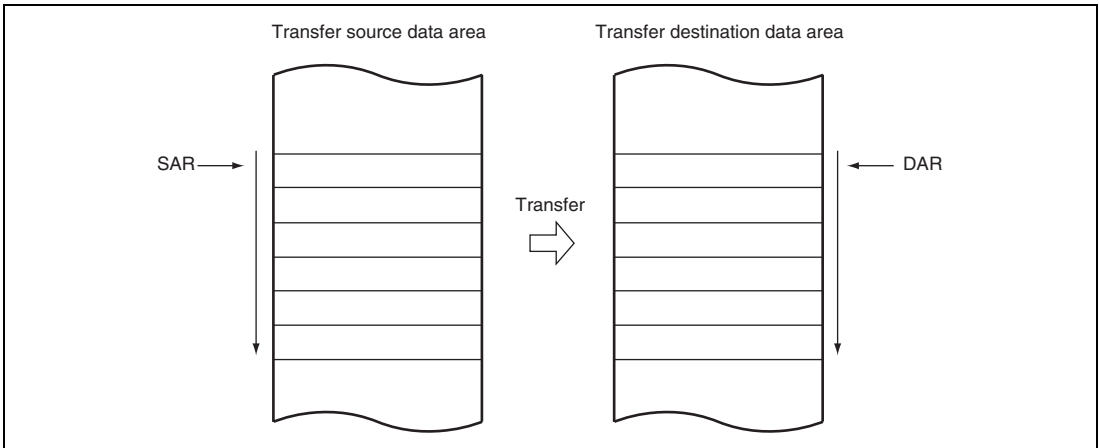 Transfer source data area
Transfer destination data area
SAR
Transfer
DAR